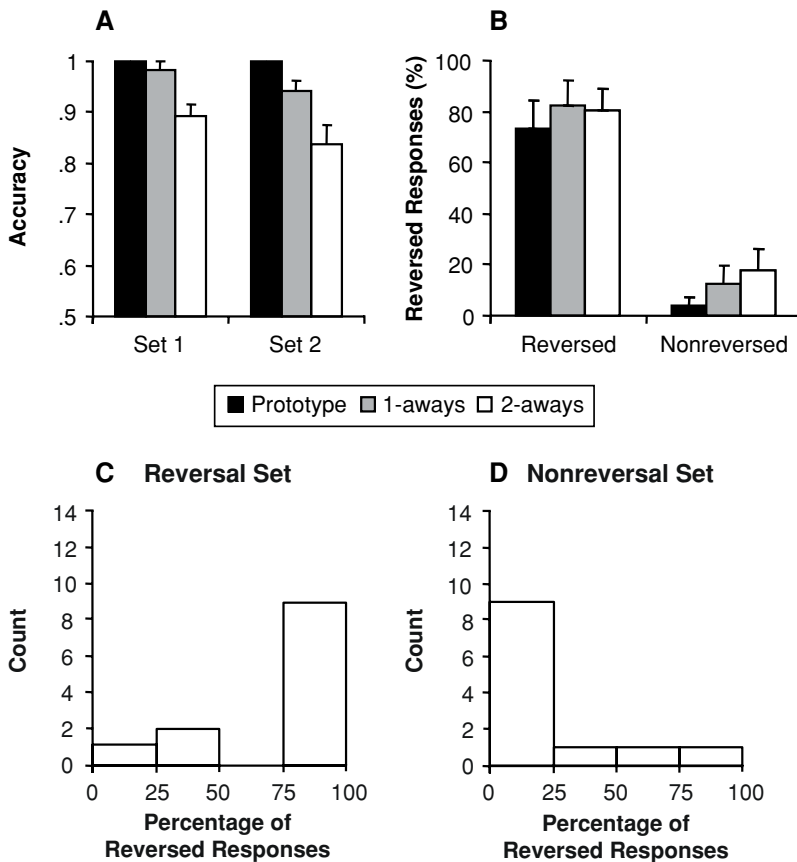 A
Accuracy
1
.9
.8
.7
.6
.5
Set 1 Set 2
B
Reversed Responses (%)
100
80
60
40
20
0
Reversed Nonreversed
Prototype 1-aways 2-aways
C Reversal Set
Count
14
12
10
8
6
4
2
0
0 25 50 75 100
Percentage of
Reversed Responses
D Nonreversal Set
Count
14
12
10
8
6
4
2
0
0 25 50 75 100
Percentage of
Reversed Responses